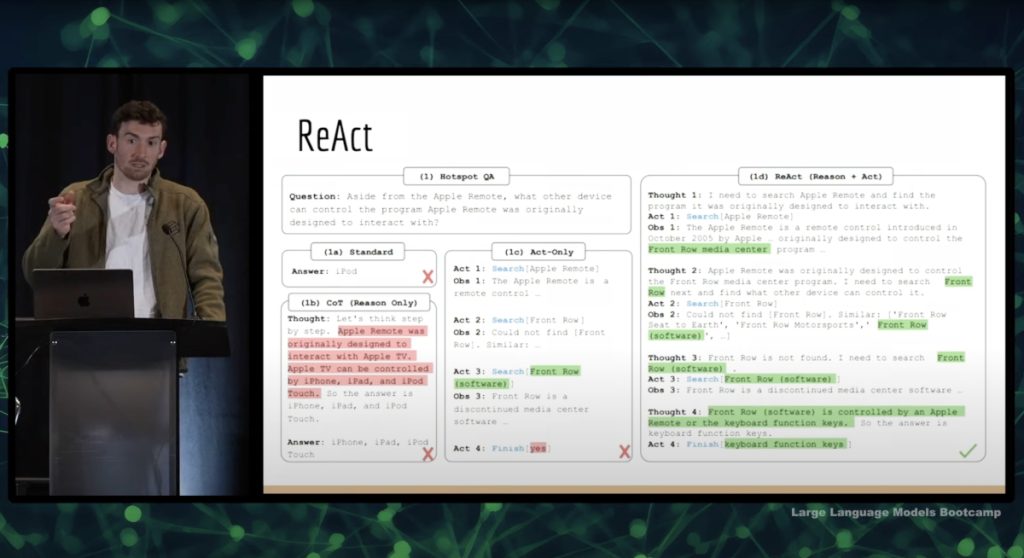 ReAct
(1) Hotspot QA
Question: Aside from the Apple Remote, what other device
can control the program Apple Remote was originally
designed to interact with?
(1a) Standard
Answer: iPod
(1b) CoT (Reason Only)
Thought: Let's think step
by step. Apple Remote was
originally designed to
interact with Apple TV.
Apple TV can be controlled
by iPhone, iPad, and iPod
Touch. So the answer is
iPhone, iPad, and iPod
Touch.
Answer: iPhone, iPad, iPod
Touch
(1c) Act-Only
Act 1: Search[Apple Remote]
Obs 1: The Apple Remote is a
remote control …
Act 2: Search[Front Row]
Obs 2: Could not find [Front
Row]. Similar: …
Act 3: Search[Front Row
(software)]
Obs 3: Front Row is a
discontinued media center
software …
Act 4: Finish[yes]
(1d) ReAct (Reason + Act)
Thought 1: I need to search Apple Remote and find the
program it was originally designed to interact with.
Act 1: Search[Apple Remote]
Obs 1: The Apple Remote is a remote control introduced in
October 2005 by Apple … originally designed to control the
Front Row media center program …
Thought 2: Apple Remote was originally designed to control
the Front Row media center program. I need to search Front
Row next and find what other device can control it.
Act 2: Search[Front Row]
Obs 2: Could not find [Front Row]. Similar: ['Front Row
Seat to Earth', 'Front Row Motorsports',' Front Row
(software)', …]
Thought 3: Front Row is not found. I need to search Front
Row (software) .
Act 3: Search[Front Row (software)]
Obs 3: Front Row is a discontinued media center software …
Thought 4: Front Row (software) is controlled by an Apple
Remote or the keyboard function keys. So the answer is
keyboard function keys.
Act 4: Finish[keyboard function keys]
Large Language Models Bootcamp